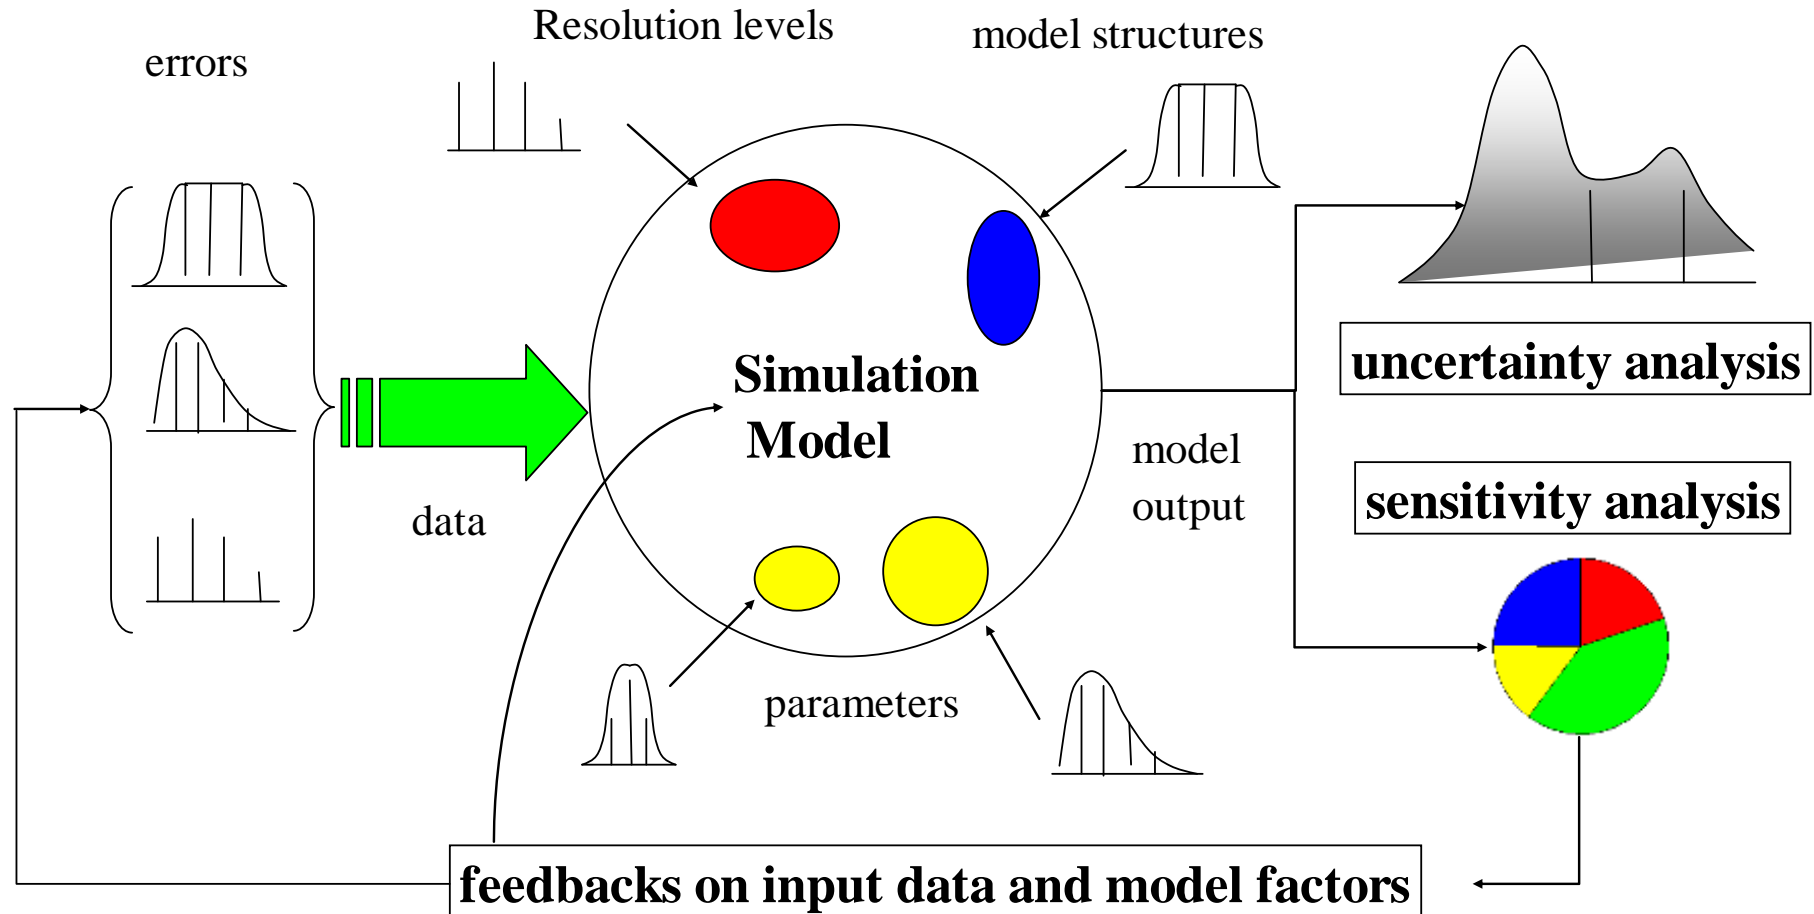 Resolution levels
model structures
errors
uncertainty analysis
Simulation
Model
model
output
sensitivity analysis
data
parameters
feedbacks on input data and model factors